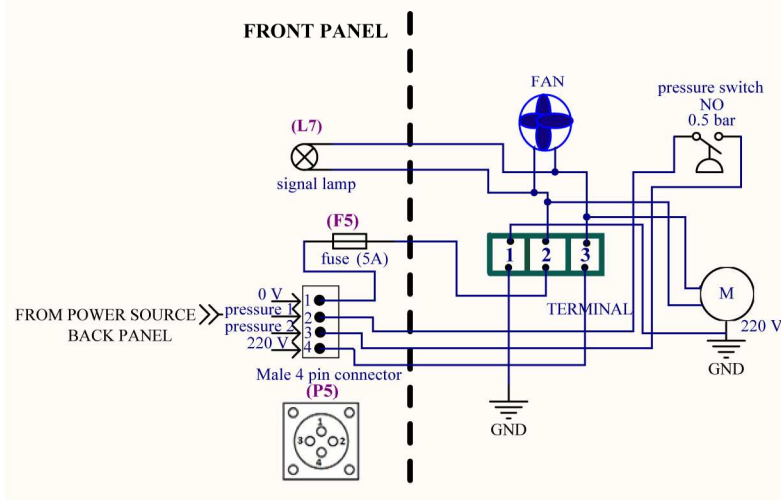 FRONT PANEL
FAN
pressure switch
NO
0.5 bar
(L7)
signal lamp
(F5)
fuse (5A)
1 2 3
TERMINAL
M
220 V
GND
GND
0 V
pressure 1
pressure 2
220 V
1
2
3
4
FROM POWER SOURCE
BACK PANEL
Male 4 pin connector
(P5)
1
3 2
4